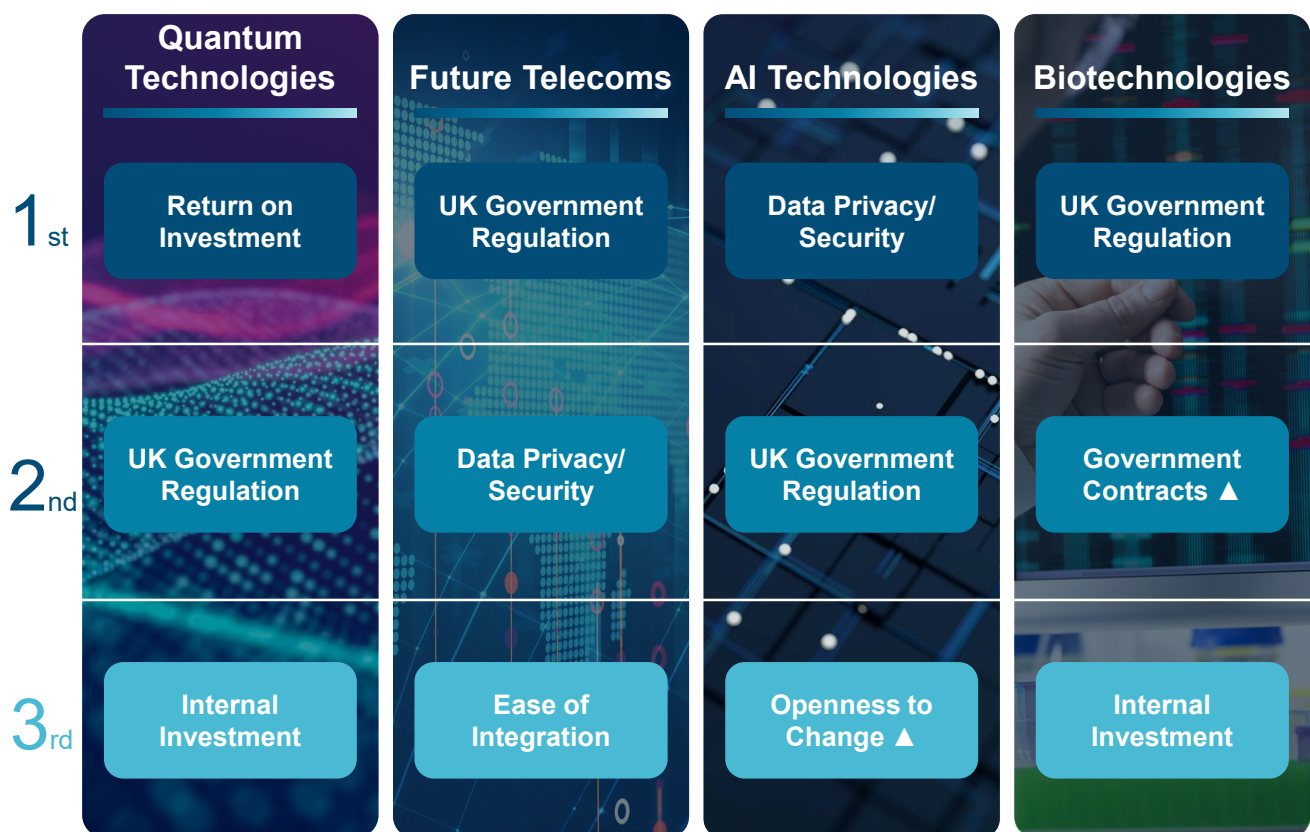 Quantum
Technologies
Future Telecoms
AI Technologies
Biotechnologies
1st
Return on
Investment
UK Government
Regulation
Data Privacy/
Security
UK Government
Regulation
2nd
UK Government
Regulation
Data Privacy/
Security
UK Government
Regulation
Government
Contracts ▲
3rd
Internal
Investment
Ease of
Integration
Openness to
Change ▲
Internal
Investment